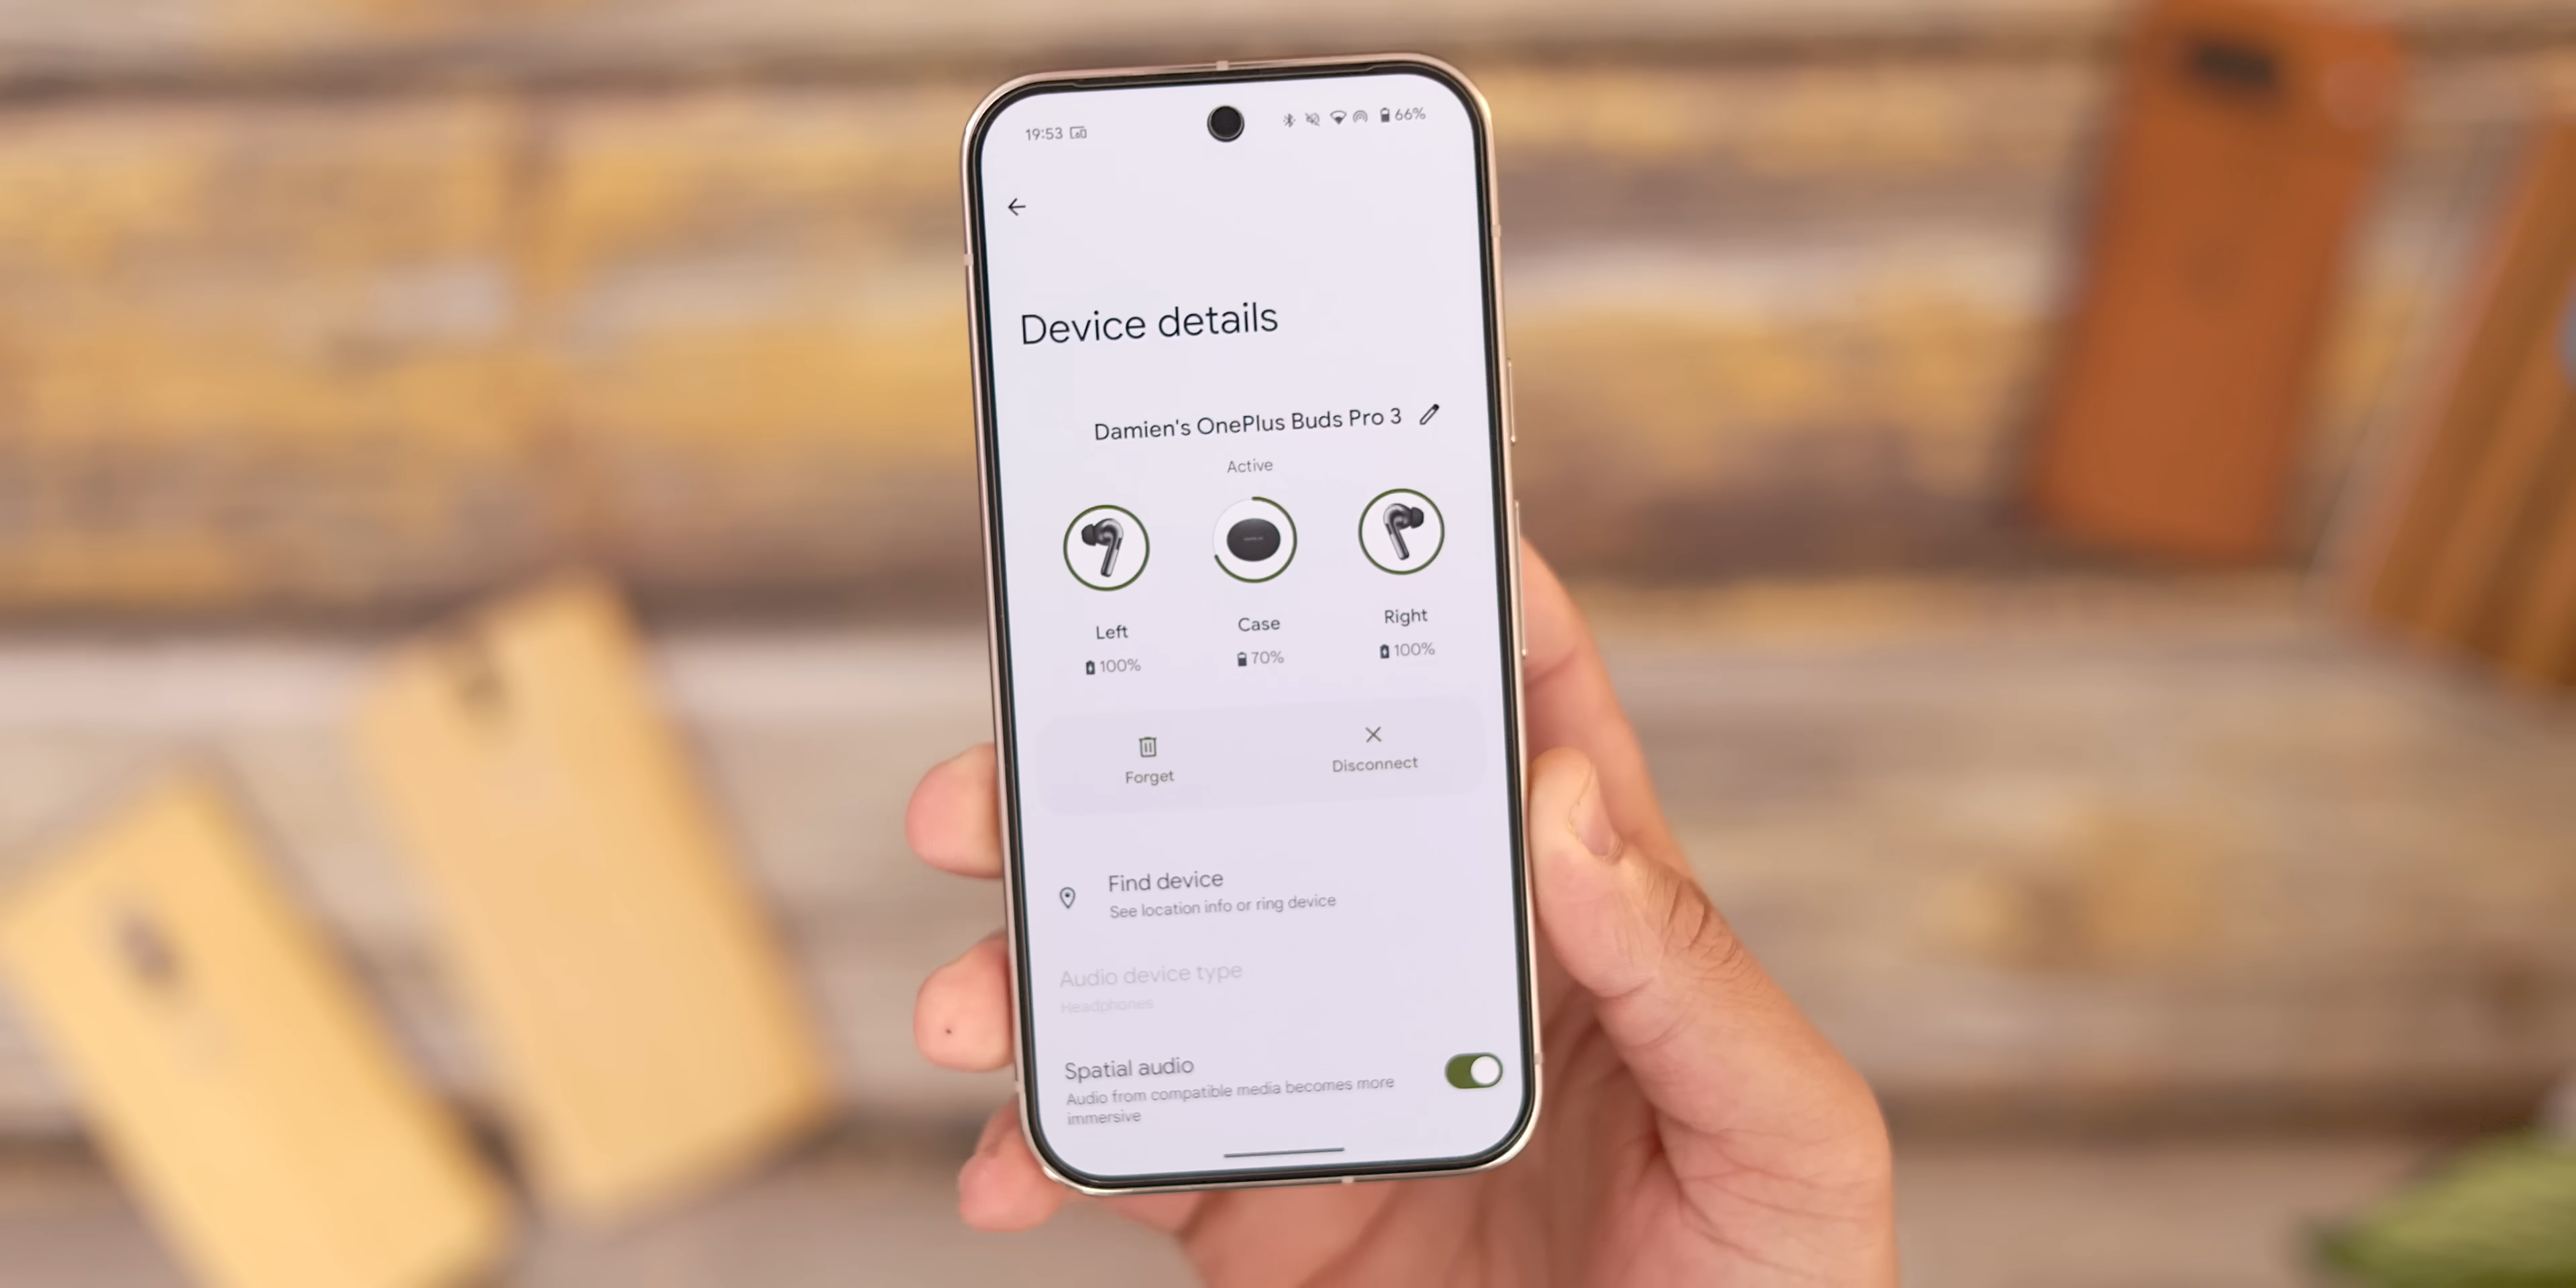 19:53
66%
Device details
Damien's OnePlus Buds Pro 3
Active
Left
Case
Right
100%
70%
100%
Forget
Disconnect
Find device
See location info or ring device
Audio device type
Headphones
Spatial audio
Audio from compatible media becomes more
immersive